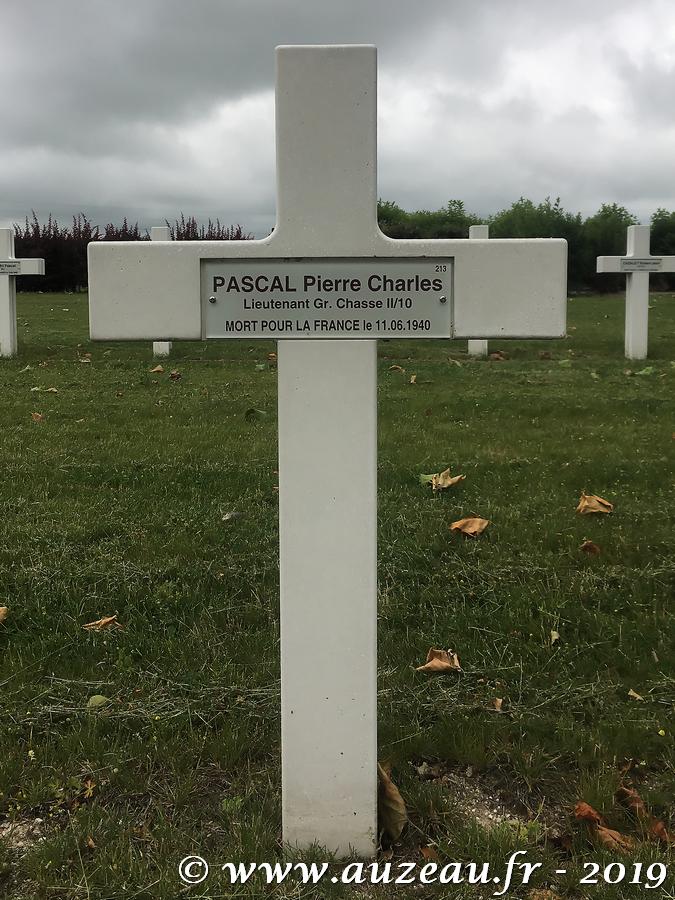 213
PASCAL Pierre Charles
Lieutenant Gr. Chasse II/10
MORT POUR LA FRANCE le 11.06.1940
© www.auzeau.fr - 2019